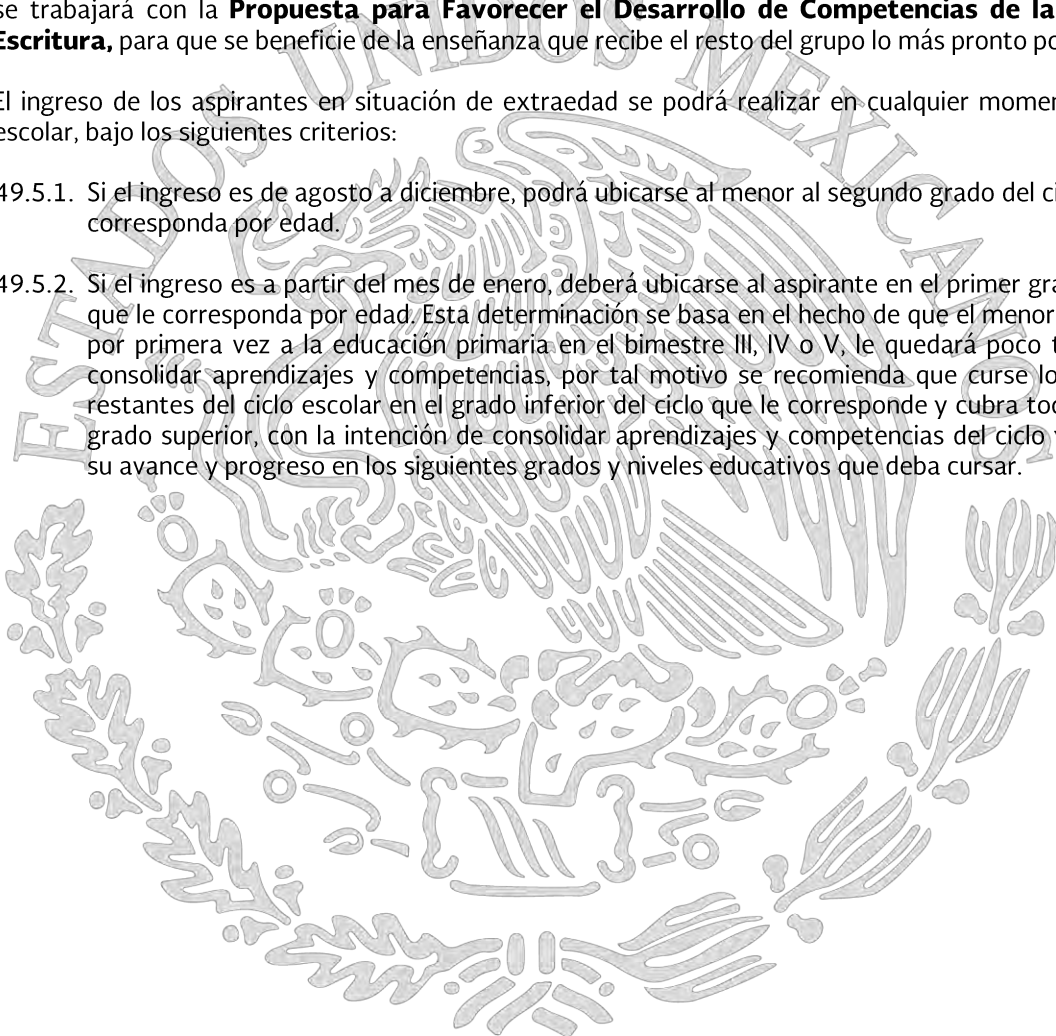 se trabajará con la Propuesta para Favorecer el Desarrollo de Competencias de la
Escritura, para que se beneficie de la enseñanza que recibe el resto del grupo lo más pronto po
El ingreso de los aspirantes en situación de extraedad se podrá realizar en cualquier momen
escolar, bajo los siguientes criterios:
49.5.1. Si el ingreso es de agosto a diciembre, podrá ubicarse al menor al segundo grado del ci
corresponda por edad.
49.5.2. Si el ingreso es a partir del mes de enero, deberá ubicarse al aspirante en el primer gra
que le corresponda por edad. Esta determinación se basa en el hecho de que el menor
por primera vez a la educación primaria en el bimestre III, IV o V, le quedará poco t
consolidar aprendizajes y competencias, por tal motivo se recomienda que curse lo
restantes del ciclo escolar en el grado inferior del ciclo que le corresponde y cubra tod
grado superior, con la intención de consolidar aprendizajes y competencias del ciclo y
su avance y progreso en los siguientes grados y niveles educativos que deba cursar.
ESTADOS UNIDOS MEXICANOS